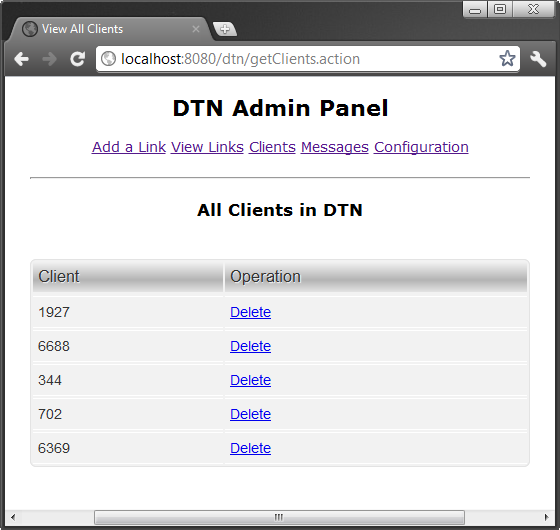 View All Clients
localhost:8080/dtn/getClients.action
DTN Admin Panel
Add a Link View Links Clients Messages Configuration
All Clients in DTN
Client Operation
1927 Delete
6688 Delete
344 Delete
702 Delete
6369 Delete